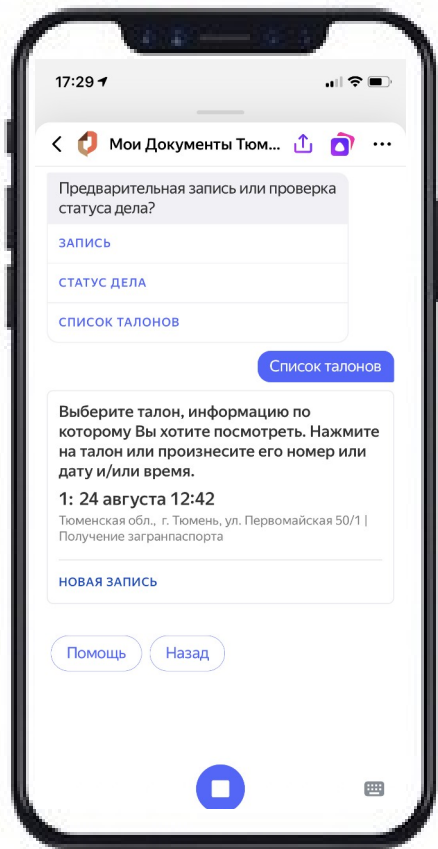 17:29
Мои Документы Тюм...
Предварительная запись или проверка
статуса дела?
ЗАПИСЬ
СТАТУС ДЕЛА
СПИСОК ТАЛОНОВ
Список талонов
Выберите талон, информацию по
которому Вы хотите посмотреть. Нажмите
на талон или произнесите его номер или
дату и/или время.
1: 24 августа 12:42
Тюменская обл., г. Тюмень, ул. Первомайская 50/1 |
Получение загранпаспорта
НОВАЯ ЗАПИСЬ
Помощь Назад